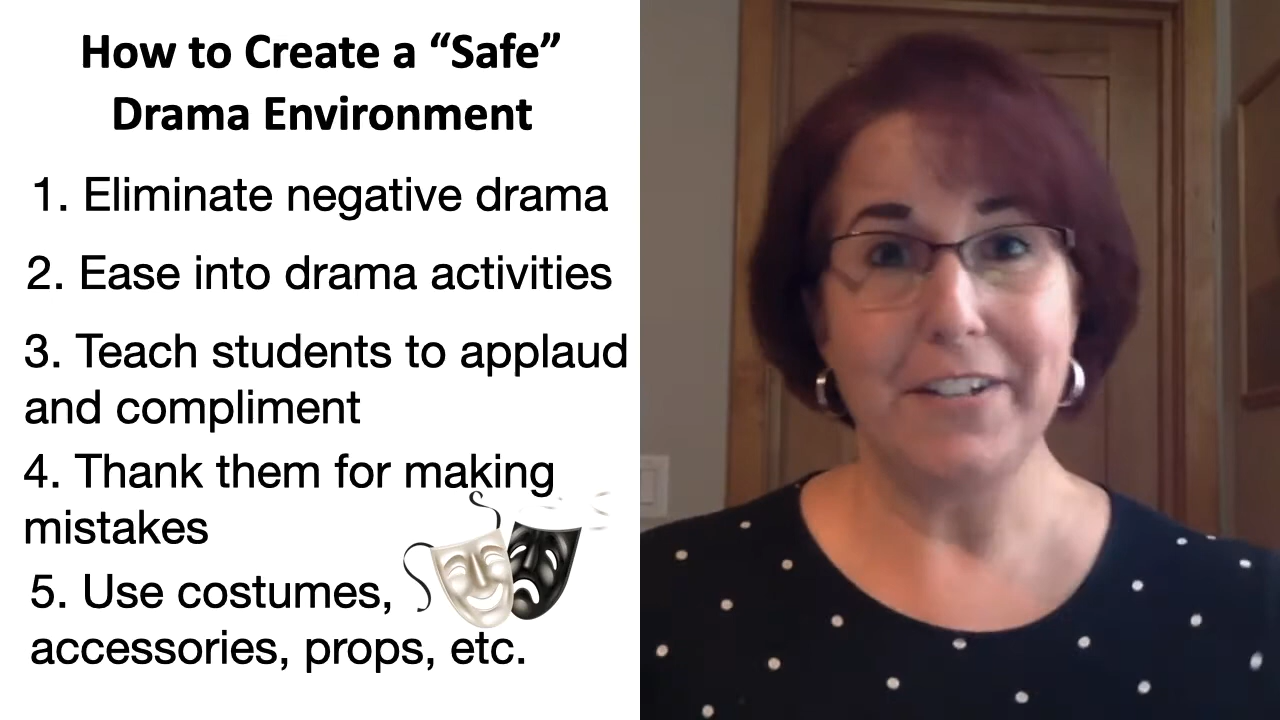 How to Create a “Safe”
Drama Environment
1. Eliminate negative drama
2. Ease into drama activities
3. Teach students to applaud
and compliment
4. Thank them for making
mistakes
5. Use costumes,
accessories, props, etc.